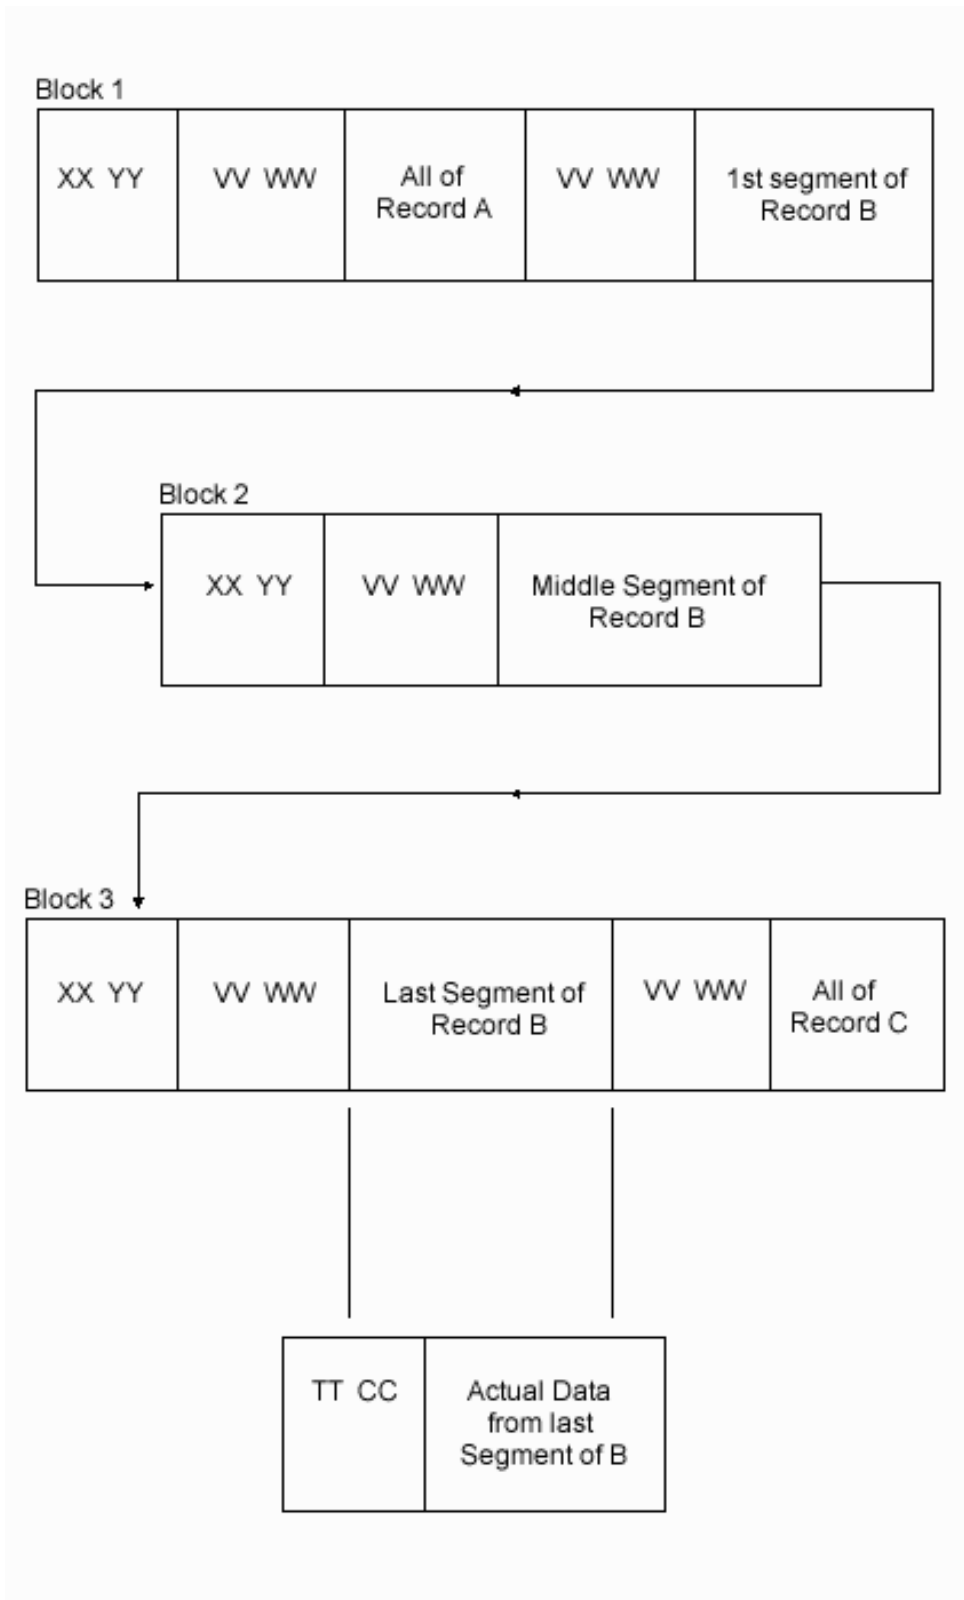 Block 1
XX YY
VV WW
All of
Record A
VV WW
1st segment of
Record B
Block 2
XX YY
VV WW
Middle Segment of
Record B
Block 3
XX YY
VV WW
Last Segment of
Record B
VV WW
All of
Record C
TT CC
Actual Data
from last
Segment of B